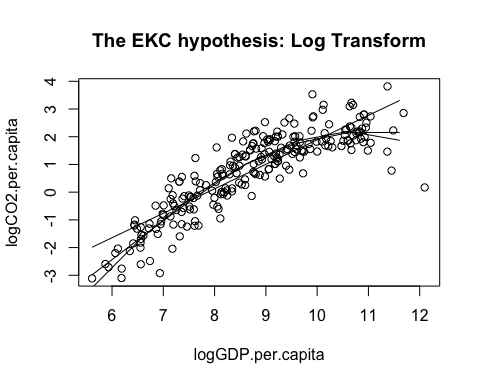 The EKC hypothesis: Log Transform
4
3
2
1
0
-1
-2
-3
logCO2.per.capita
6 7 8 9 10 11 12
logGDP.per.capita